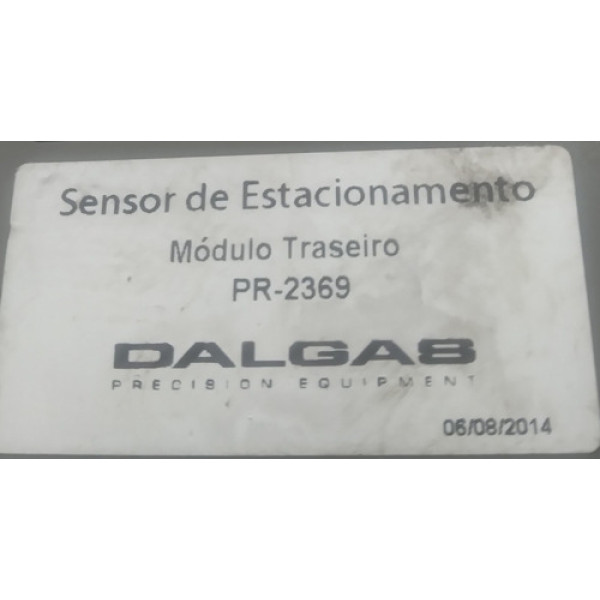 Sensor de Estacionamento
Módulo Traseiro
PR-2369
DALGAS
PRECISION EQUIPMENT
06/08/2014